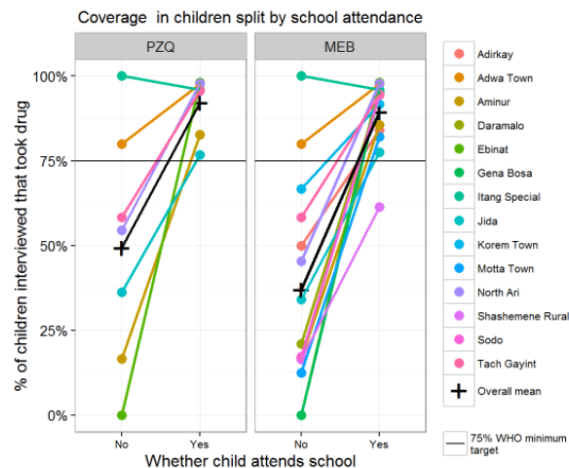 Coverage in children split by school attendance
PZQ
MEB
% of children interviewed that took drug
100%
75%
50%
25%
0%
No
Yes
No
Yes
Whether child attends school
Adirkay
Adwa Town
Aminur
Daramalo
Ebinat
Gena Bosa
Itang Special
Jida
Korem Town
Motta Town
North Ari
Shashemene Rural
Sodo
Tach Gayint
Overall mean
75% WHO minimum
target